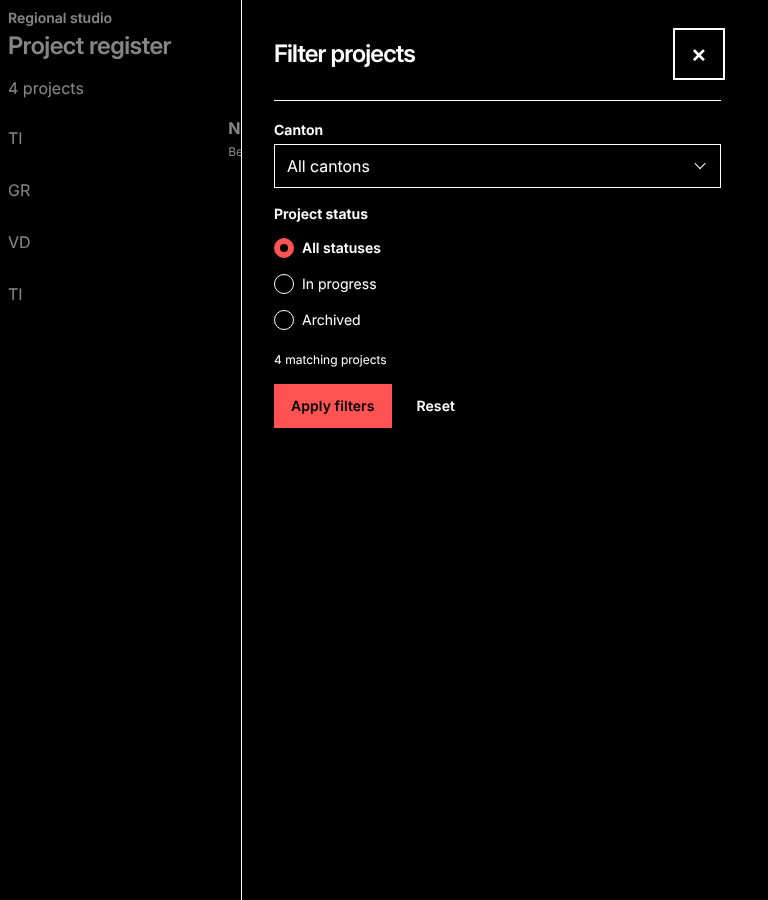 Regional studio
Project register
4 projects
TI
GR
VD
TI
Filter projects
×
Canton
All cantons
Project status
All statuses
In progress
Archived
4 matching projects
Apply filters
Reset